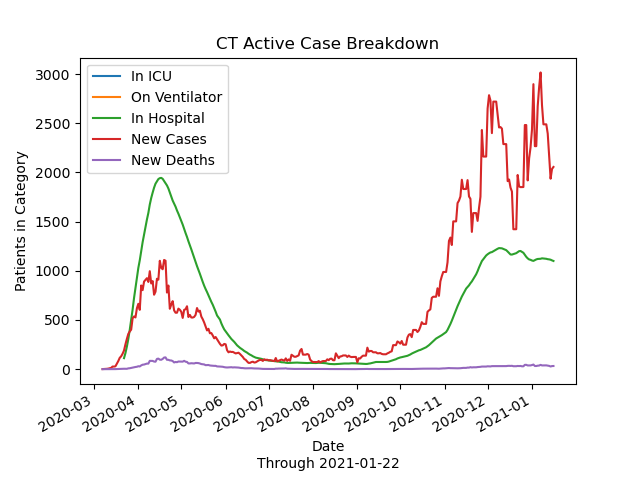 CT Active Case Breakdown
In ICU
On Ventilator
In Hospital
New Cases
New Deaths
Patients in Category
3000
2500
2000
1500
1000
500
0
2020-03
2020-04
2020-05
2020-06
2020-07
2020-08
2020-09
2020-10
2020-11
2020-12
2021-01
Date
Through 2021-01-22